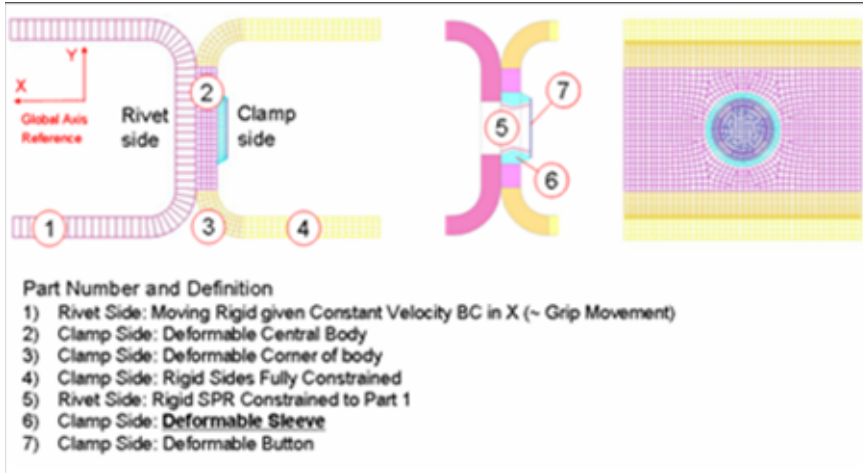 Y
X
Global Axis
Reference
Rivet
side
2
Clamp
side
1
3
4
5
7
6
Part Number and Definition
1) Rivet Side: Moving Rigid given Constant Velocity BC in X (~ Grip Movement)
2) Clamp Side: Deformable Central Body
3) Clamp Side: Deformable Corner of body
4) Clamp Side: Rigid Sides Fully Constrained
5) Rivet Side: Rigid SPR Constrained to Part 1
6) Clamp Side: Deformable Sleeve
7) Clamp Side: Deformable Button